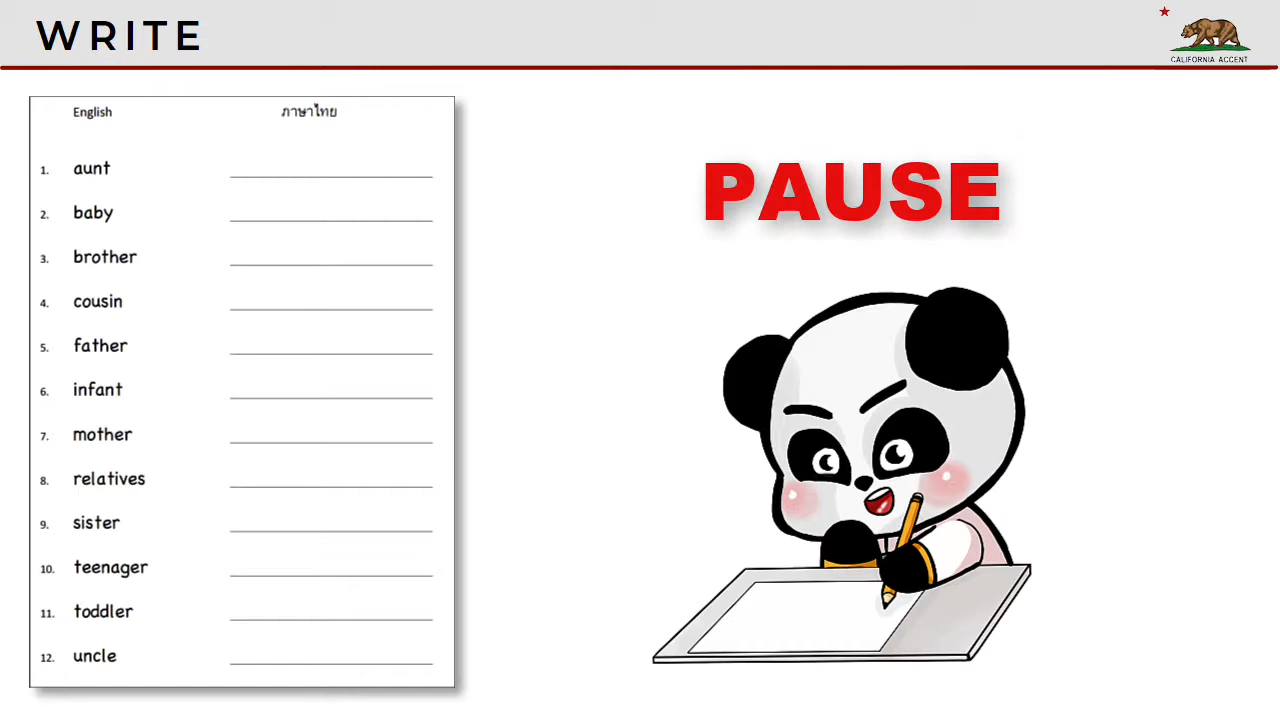 WRITE
CALIFORNIA ACCENT
English ภาษาไทย
1. aunt
2. baby
3. brother
4. cousin
5. father
6. infant
7. mother
8. relatives
9. sister
10. teenager
11. toddler
12. uncle
PAUSE